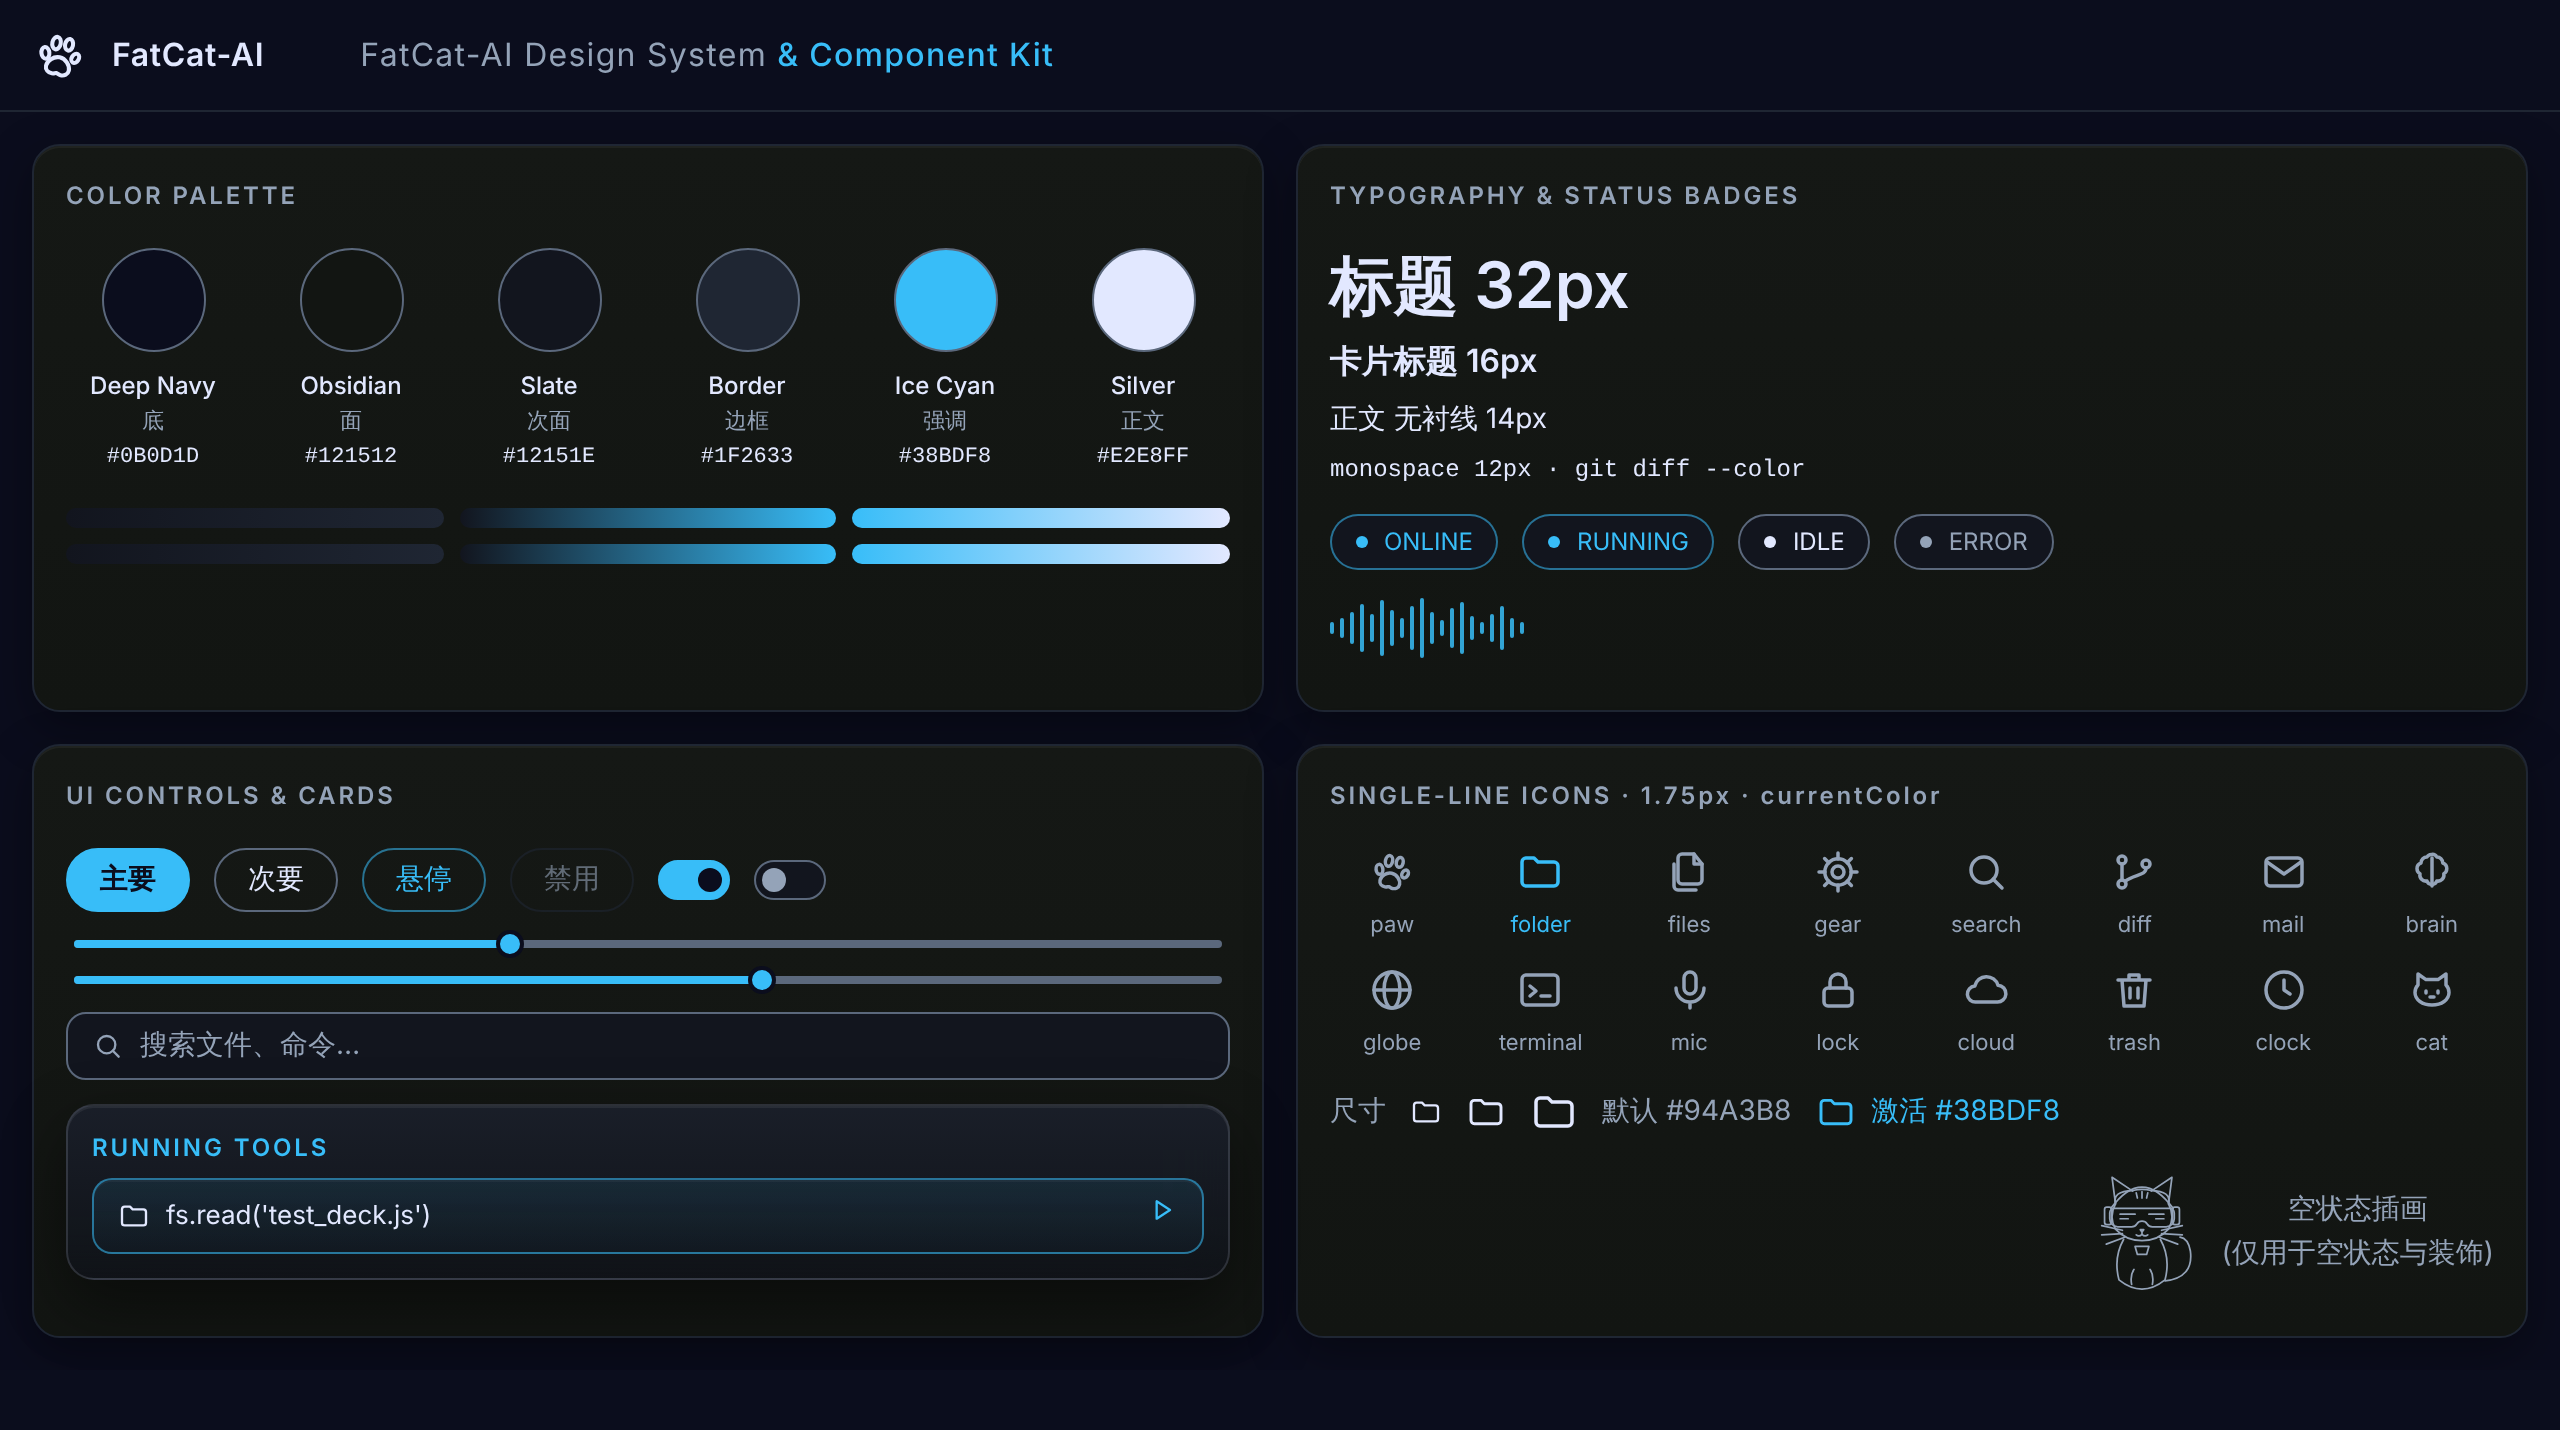 FatCat-AI
FatCat-AI Design System & Component Kit
COLOR PALETTE
Deep Navy
底
#0B0D1D
Obsidian
面
#121512
Slate
次面
#12151E
Border
边框
#1F2633
Ice Cyan
强调
#38BDF8
Silver
正文
#E2E8FF
TYPOGRAPHY & STATUS BADGES
标题 32px
卡片标题 16px
正文 无衬线 14px
monospace 12px · git diff --color
ONLINE
RUNNING
IDLE
ERROR
UI CONTROLS & CARDS
主要
次要
悬停
禁用
搜索文件、命令...
RUNNING TOOLS
fs.read('test_deck.js')
SINGLE-LINE ICONS · 1.75px · currentColor
paw
folder
files
gear
search
diff
mail
brain
globe
terminal
mic
lock
cloud
trash
clock
cat
尺寸
默认 #94A3B8
激活 #38BDF8
空状态插画
(仅用于空状态与装饰)